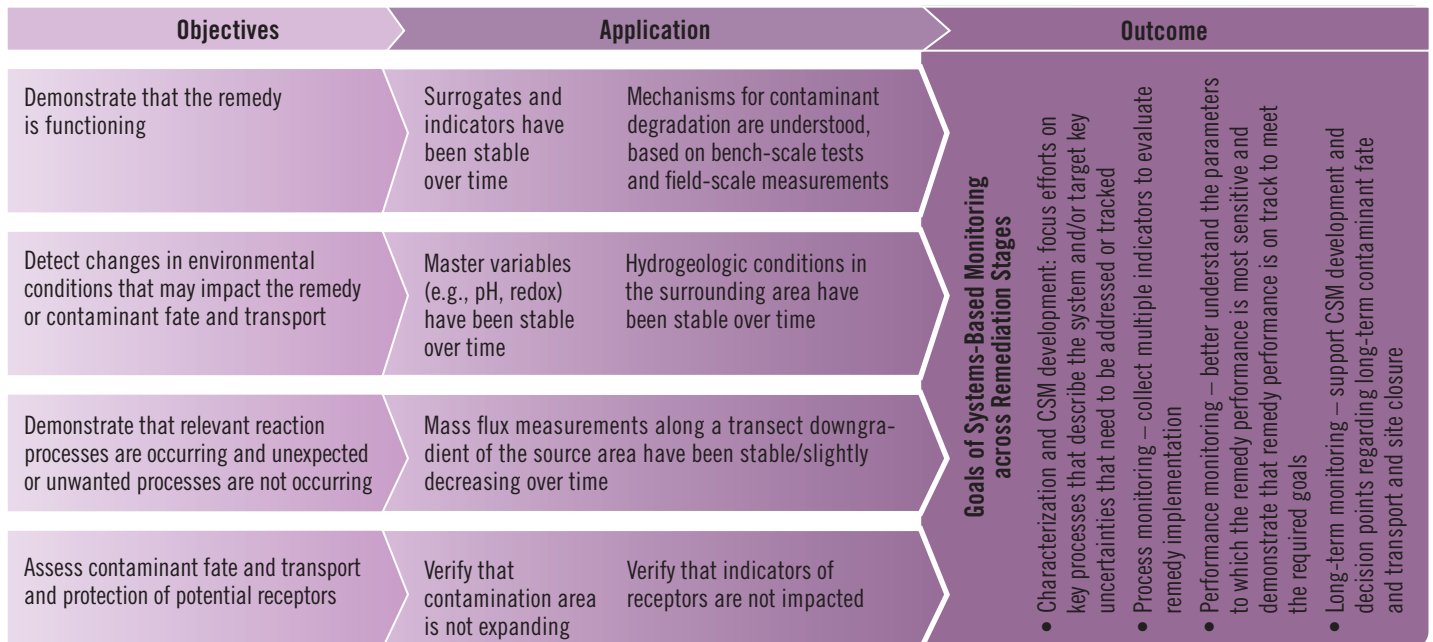 Objectives
Application
Outcome
Demonstrate that the remedy
is functioning
Surrogates and
indicators have
been stable
over time
Mechanisms for contaminant
degradation are understood,
based on bench-scale tests
and field-scale measurements
Detect changes in environmental
conditions that may impact the remedy
or contaminant fate and transport
Master variables
(e.g., pH, redox)
have been stable
over time
Hydrogeologic conditions in
the surrounding area have
been stable over time
Demonstrate that relevant reaction
processes are occurring and unexpected
or unwanted processes are not occurring
Mass flux measurements along a transect downgra-
dient of the source area have been stable/slightly
decreasing over time
Assess contaminant fate and transport
and protection of potential receptors
Verify that
contamination area
is not expanding
Verify that indicators of
receptors are not impacted
Goals of Systems-Based Monitoring
across Remediation Stages
• Characterization and CSM development: focus efforts on
key processes that describe the system and/or target key
uncertainties that need to be addressed or tracked
• Process monitoring – collect multiple indicators to evaluate
remedy implementation
• Performance monitoring – better understand the parameters
to which the remedy performance is most sensitive and
demonstrate that remedy performance is on track to meet
the required goals
• Long-term monitoring – support CSM development and
decision points regarding long-term contaminant fate
and transport and site closure